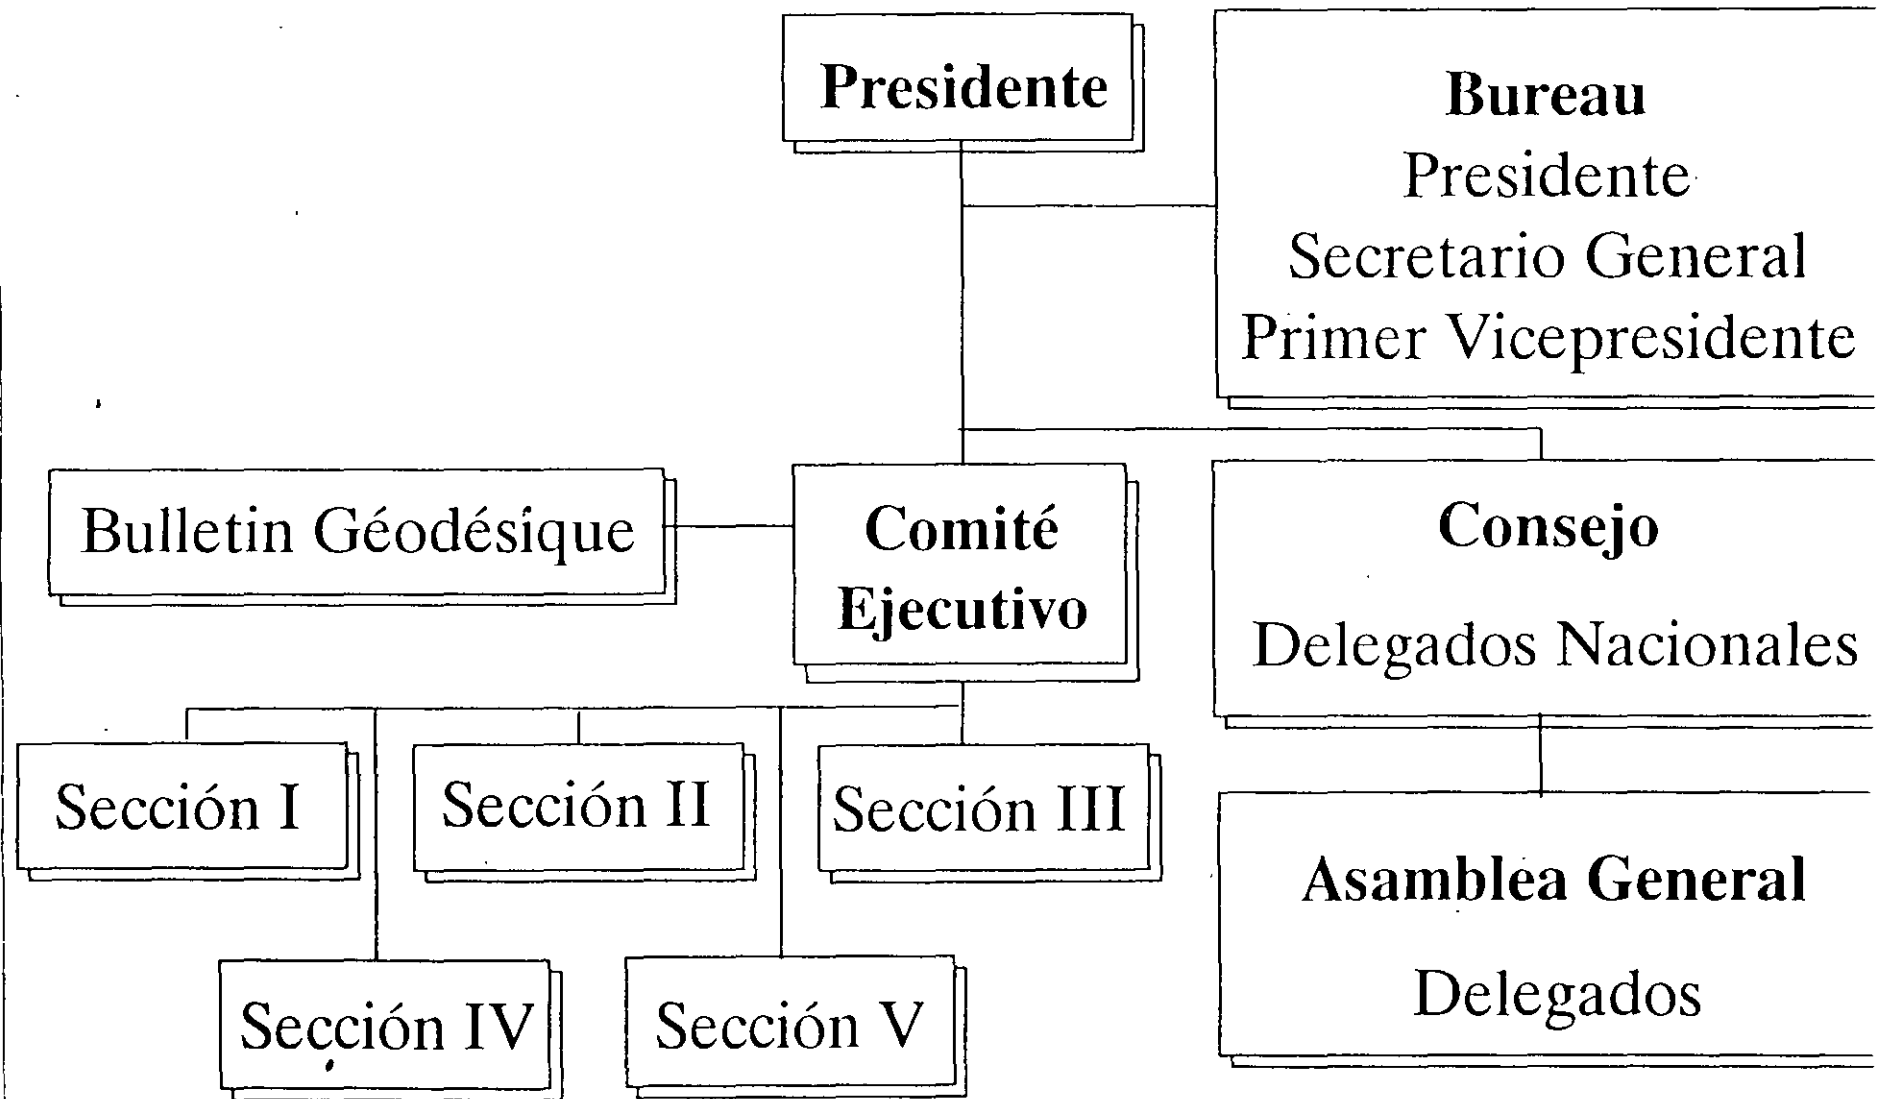 Presidente
Bureau
Presidente
Secretario General
Primer Vicepresidente
Bulletin Géodésique
Comité
Ejecutivo
Consejo
Delegados Nacionales
Sección I
Sección II
Sección III
Asamblea General
Delegados
Sección IV
Sección V